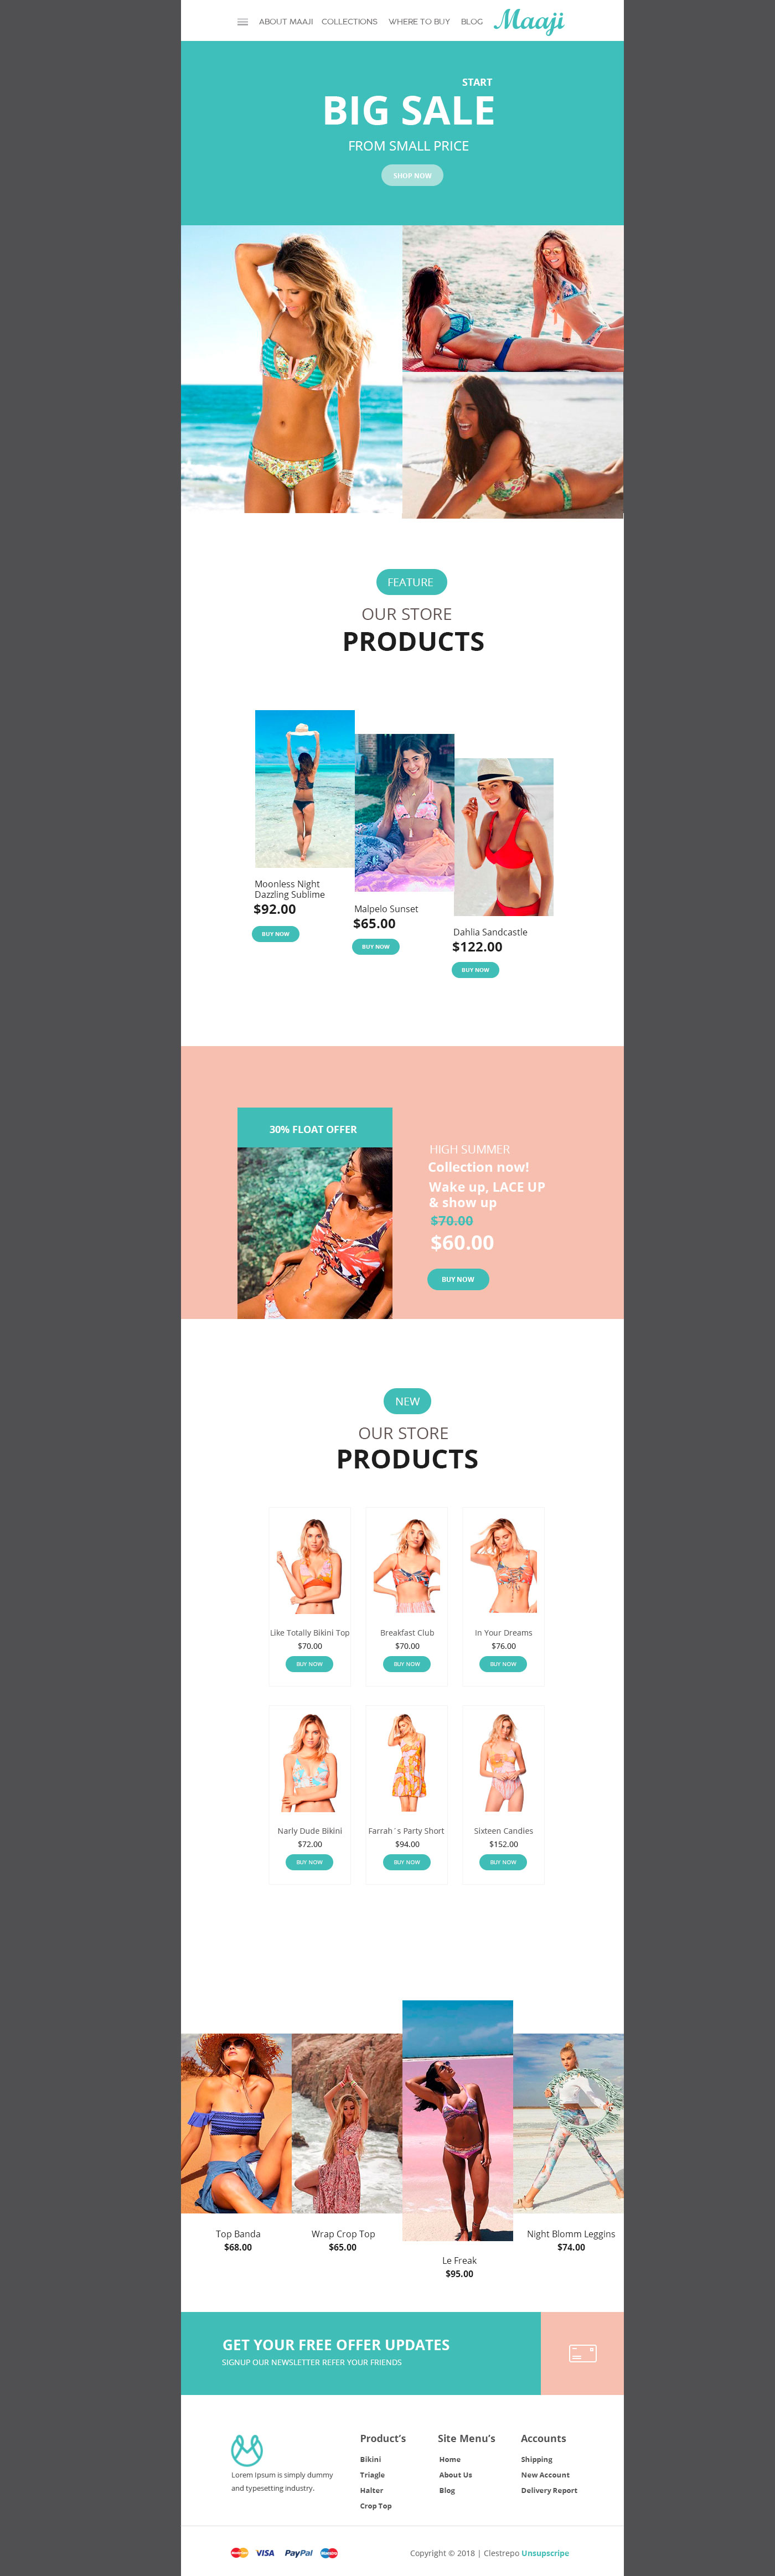 ABOUT MAAJI COLLECTIONS WHERE TO BUY BLOG Maaji
START
BIG SALE
FROM SMALL PRICE
SHOP NOW
FEATURE
OUR STORE
PRODUCTS
Moonless Night
Dazzling Sublime
$92.00
BUY NOW
Malpelo Sunset
$65.00
BUY NOW
Dahlia Sandcastle
$122.00
BUY NOW
30% FLOAT OFFER
HIGH SUMMER
Collection now!
Wake up, LACE UP
& show up
$70.00
$60.00
BUY NOW
NEW
OUR STORE
PRODUCTS
Like Totally Bikini Top
$70.00
BUY NOW
Breakfast Club
$70.00
BUY NOW
In Your Dreams
$76.00
BUY NOW
Narly Dude Bikini
$72.00
BUY NOW
Farrah´s Party Short
$94.00
BUY NOW
Sixteen Candies
$152.00
BUY NOW
Top Banda
$68.00
Wrap Crop Top
$65.00
Le Freak
$95.00
Night Blomm Leggins
$74.00
GET YOUR FREE OFFER UPDATES
SIGNUP OUR NEWSLETTER REFER YOUR FRIENDS
Lorem Ipsum is simply dummy
and typesetting industry.
Product's
Bikini
Triagle
Halter
Crop Top
Site Menu's
Home
About Us
Blog
Accounts
Shipping
New Account
Delivery Report
VISA PayPal
Copyright © 2018 | Clestrepo Unsupscripe